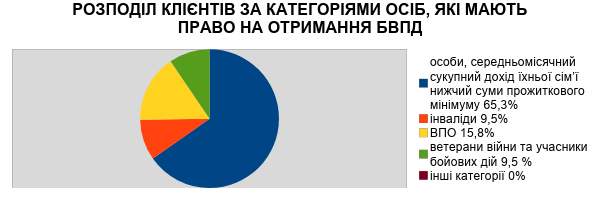 РОЗПОДІЛ КЛІЄНТІВ ЗА КАТЕГОРІЯМИ ОСІБ, ЯКІ МАЮТЬ
ПРАВО НА ОТРИМАННЯ БВПД
особи, середньомісячний
сукупний дохід їхньої сім’ї
нижчий суми прожиткового
мінімуму 65,3%
інваліди 9,5%
ВПО 15,8%
ветерани війни та учасники
бойових дій 9,5 %
інші категорії 0%